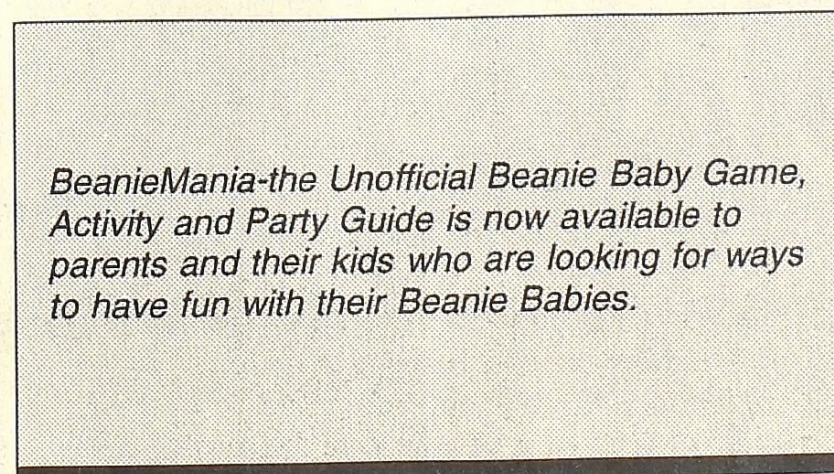 BeanieMania-the Unofficial Beanie Baby Game,
Activity and Party Guide is now available to
parents and their kids who are looking for ways
to have fun with their Beanie Babies.